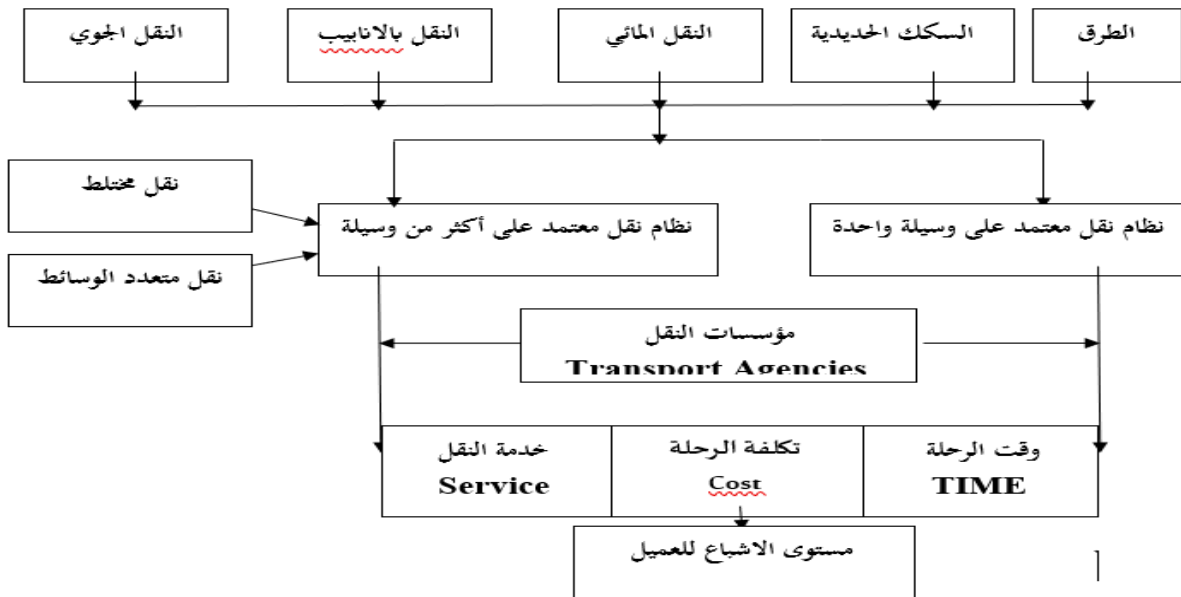 الطرق
السكك الحديدية
النقل المائي
النقل بالانابيب
النقل الجوي
نقل مختلط
نظام نقل معتمد على وسيلة واحدة
نظام نقل معتمد على أكثر من وسيلة
نقل متعدد الوسائط
مؤسسات النقل
Transport Agencies
وقت الرحلة
TIME
تكلفة الرحلة
Cost
خدمة النقل
Service
مستوى الاشباع للعميل